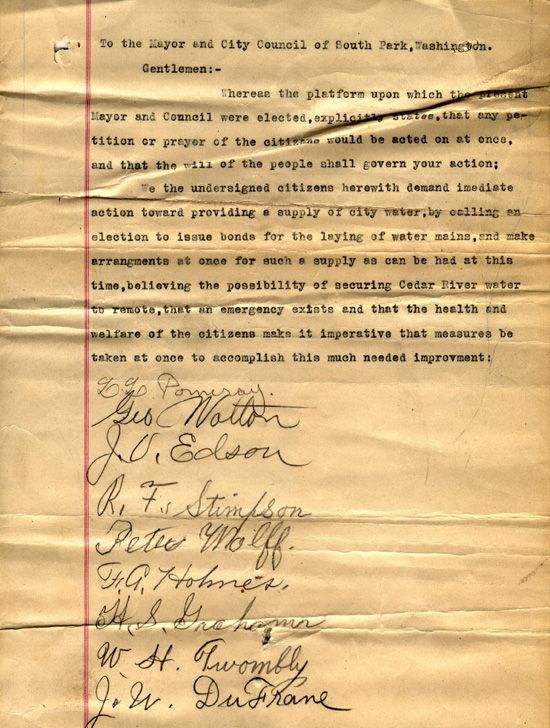 To the Mayor and City Council of South Park, Washington.
Gentlemen:-
Whereas the platform upon which the present
Mayor and Council were elected, explicitly states, that any pe-
tition or prayer of the citizens would be acted on at once,
and that the will of the people shall govern your action;
We the undersigned citizens herewith demand imediate
action toward providing a supply of city water, by calling an
election to issue bonds for the laying of water mains, and make
arrangments at once for such a supply as can be had at this
time, believing the possibility of securing Cedar River water
to remote, that an emergency exists and that the health and
welfare of the citizens make it imperative that measures be
taken at once to accomplish this much needed improvment:
Pomeroy.
Geo Wotton
J. V. Edson
R. F. Stimpson
Peter Wolff.
F. A. Holmes.
H. S. Grahamn
W H. Twombly
J. W. DuFrane